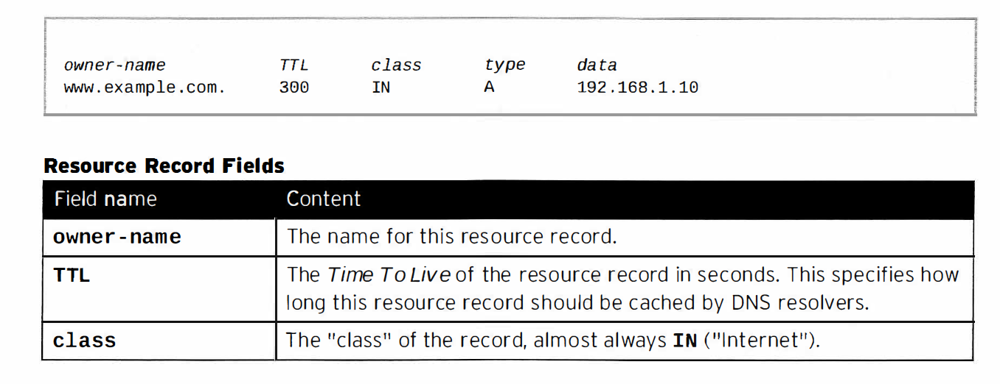 owner-name TTL class type data
www.example.com. 300 IN A 192.168.1.10
Resource Record Fields
Field name Content
owner-name The name for this resource record.
TTL The Time To Live of the resource record in seconds. This specifies how
long this resource record should be cached by DNS resolvers.
class The "class" of the record, almost always IN ("Internet").